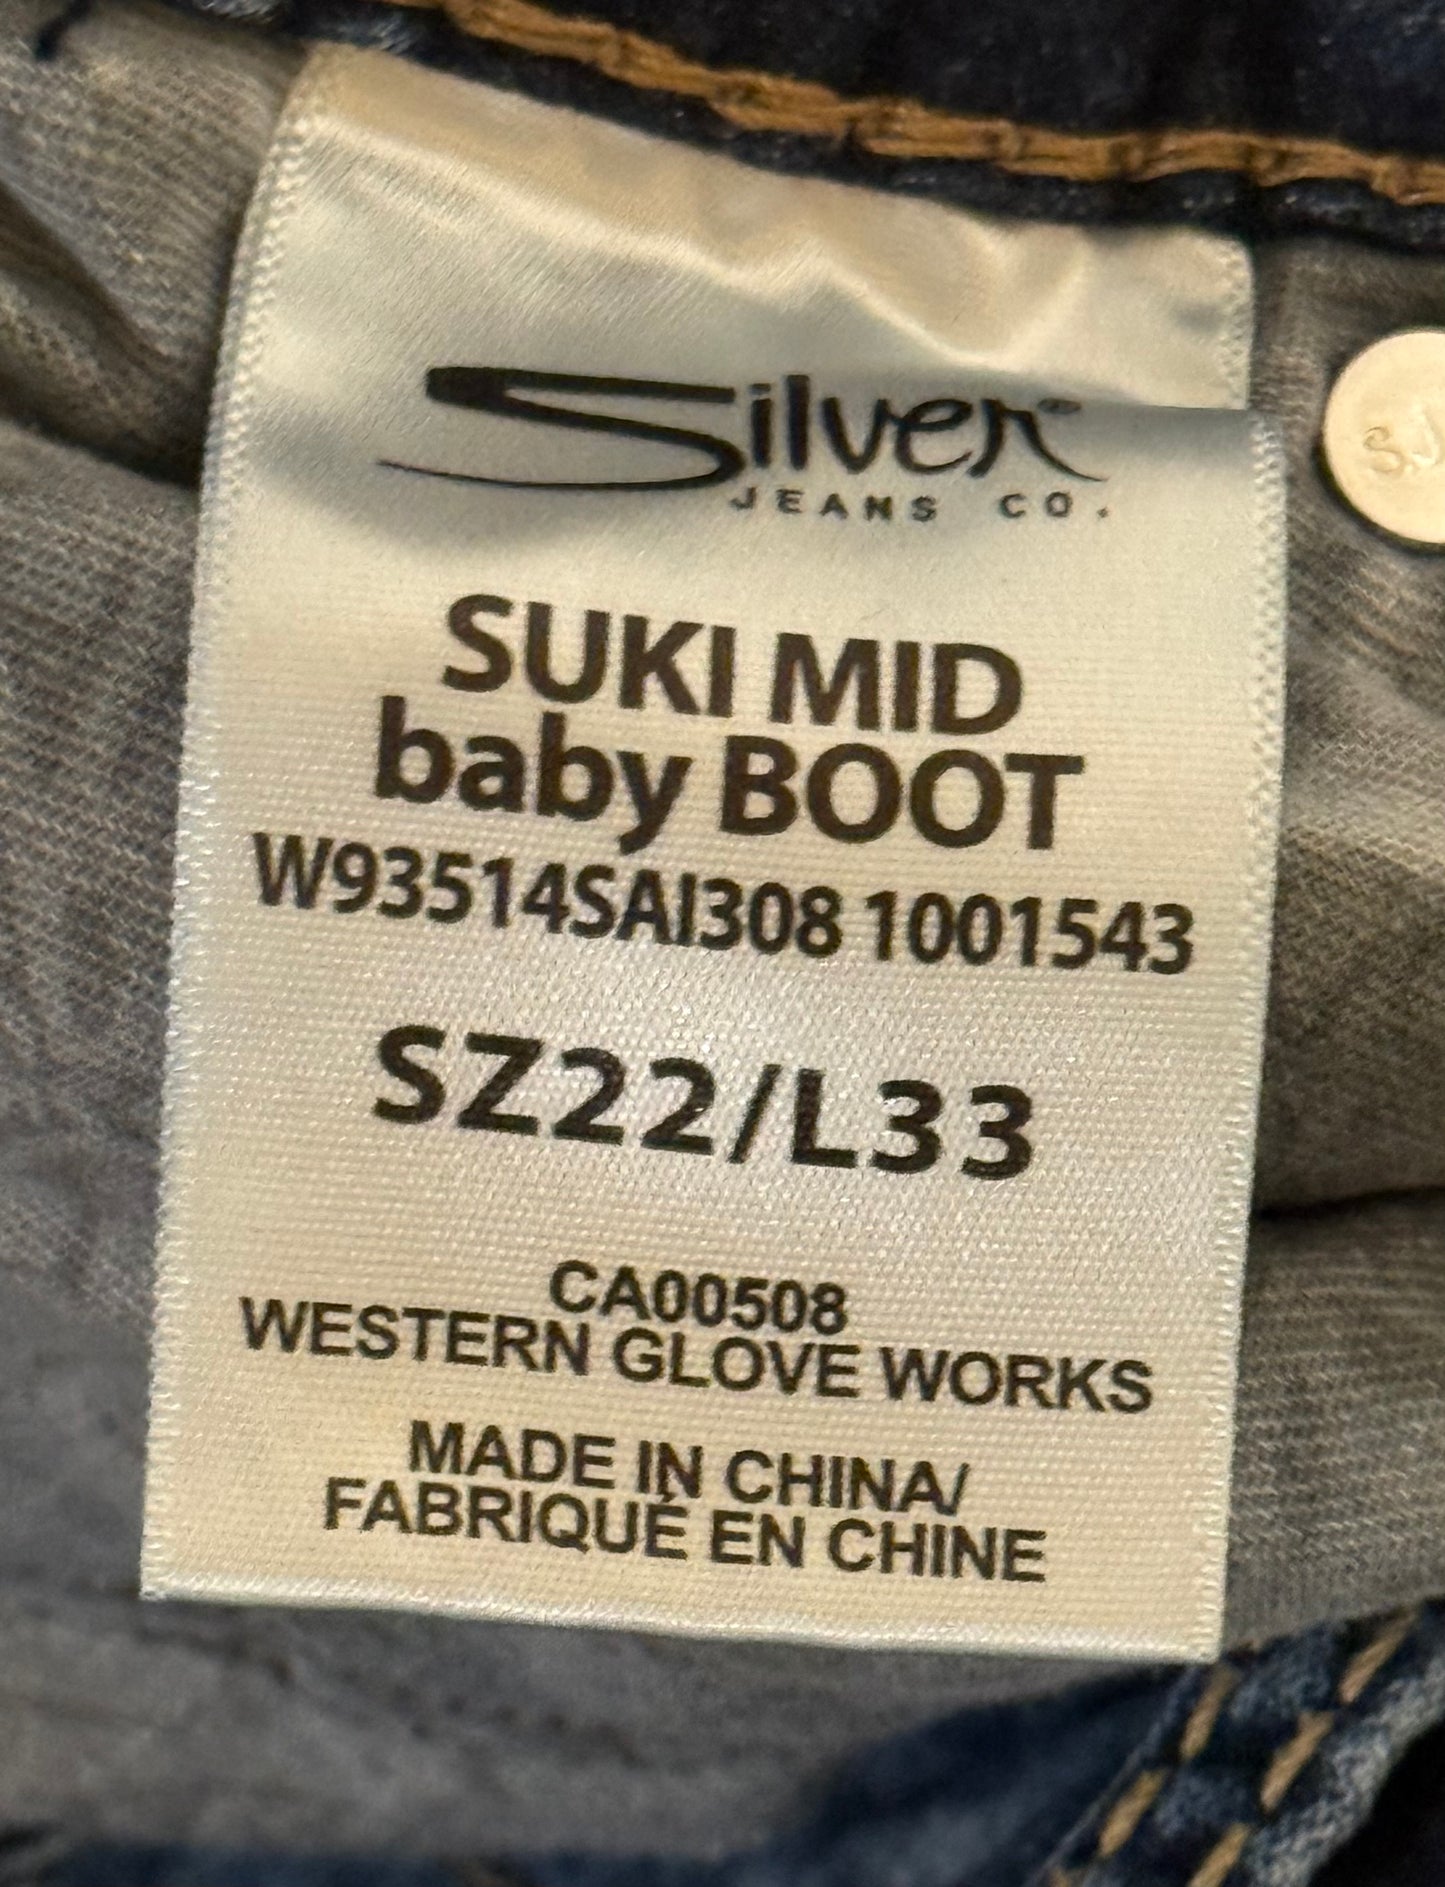 Silver®
JEANS CO.
SUKI MID
baby BOOT
W93514SAI308 1001543
SZ22/L33
CA00508
WESTERN GLOVE WORKS
MADE IN CHINA/
FABRIQUÉ EN CHINE
S.J